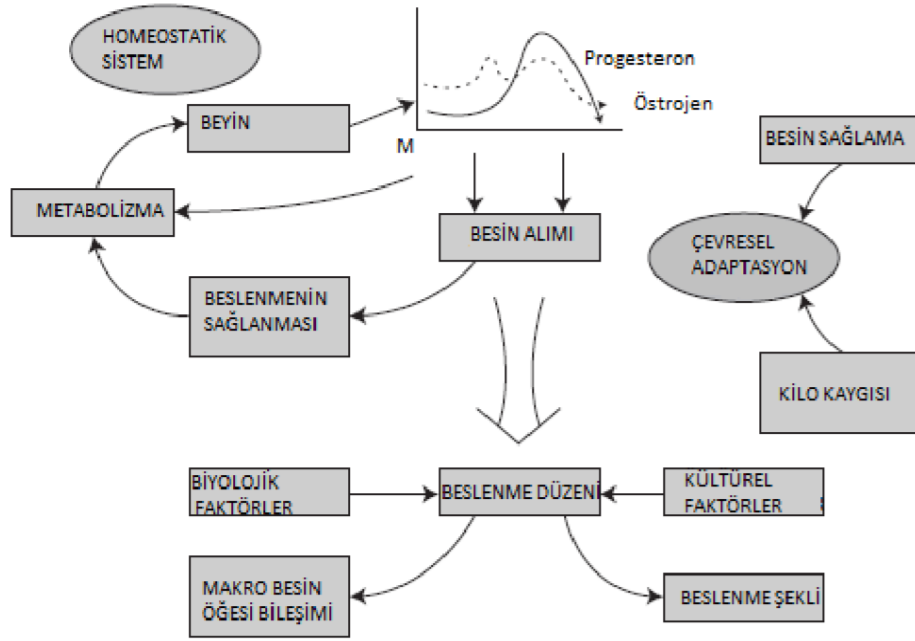 HOMEOSTATİK
SİSTEM
Progesteron
Östrojen
BEYİN
M
BESİN SAĞLAMA
METABOLİZMA
BESİN ALIMI
ÇEVRESEL
ADAPTASYON
BESLENMENİN
SAĞLANMASI
KİLO KAYGISI
BİYOLOJİK
FAKTÖRLER
BESLENME DÜZENİ
KÜLTÜREL
FAKTÖRLER
MAKRO BESİN
ÖĞESİ BİLEŞİMİ
BESLENME ŞEKLİ